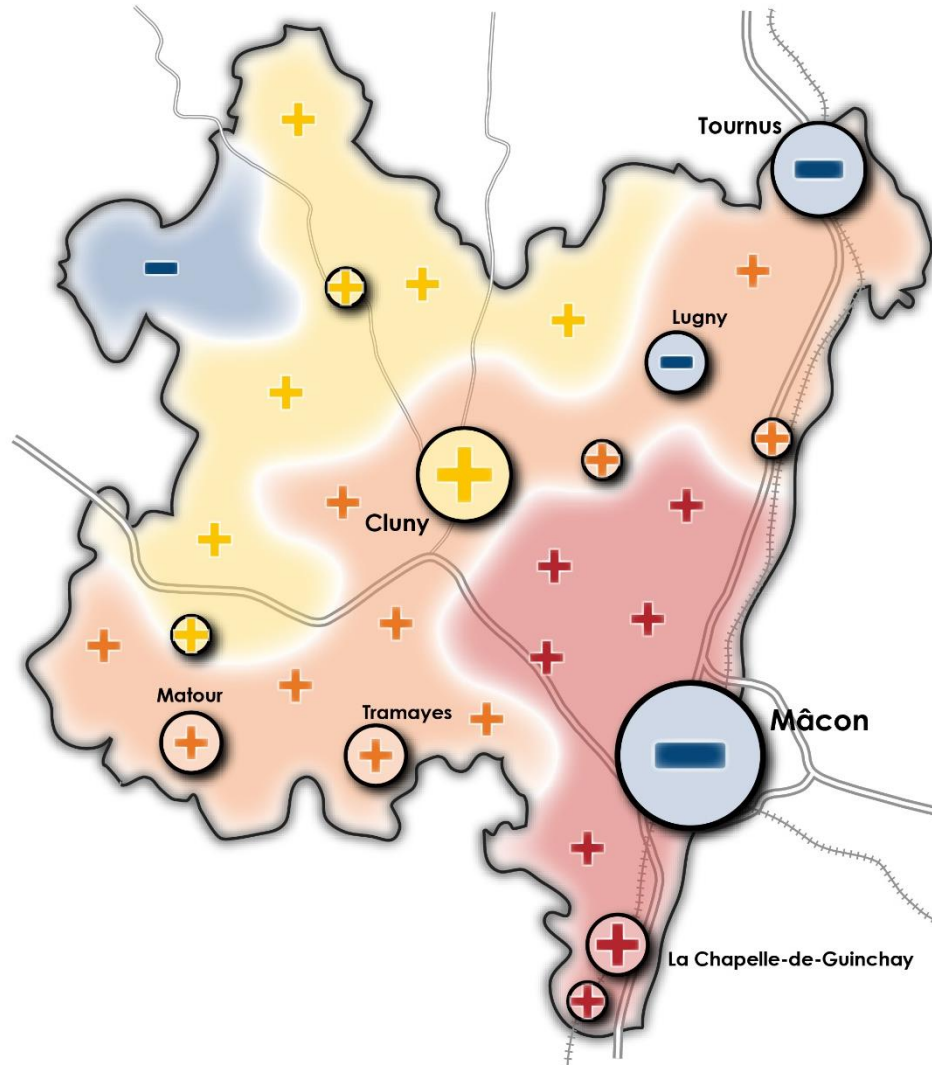 Tournus
Lugny
Cluny
Matour
Tramayes
Mâcon
La Chapelle-de-Guinchay